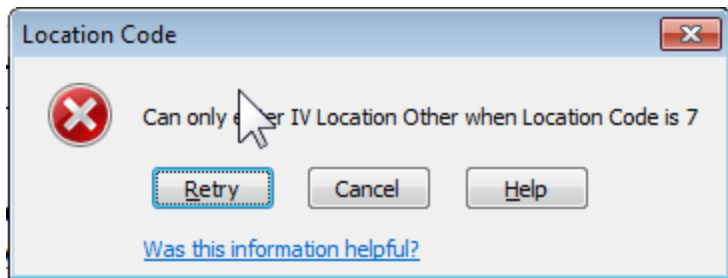 Location Code
Can only er IV Location Other when Location Code is 7
Retry
Cancel
Help
Was this information helpful?